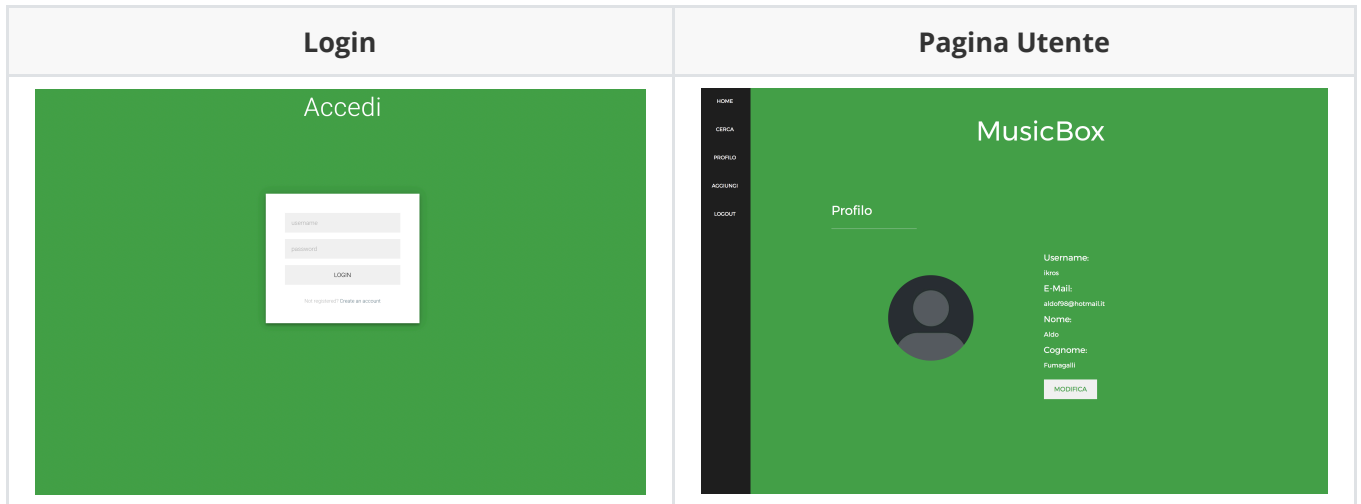 Login
Pagina Utente
Accedi
username
password
LOGIN
Not registered? Create an account
HOME
CERCA
PROFILO
AGGIUNGI
LOGOUT
MusicBox
Profilo
Username:
ikros
E-Mail:
aldof98@hotmail.it
Nome:
Aldo
Cognome:
Fumagalli
MODIFICA